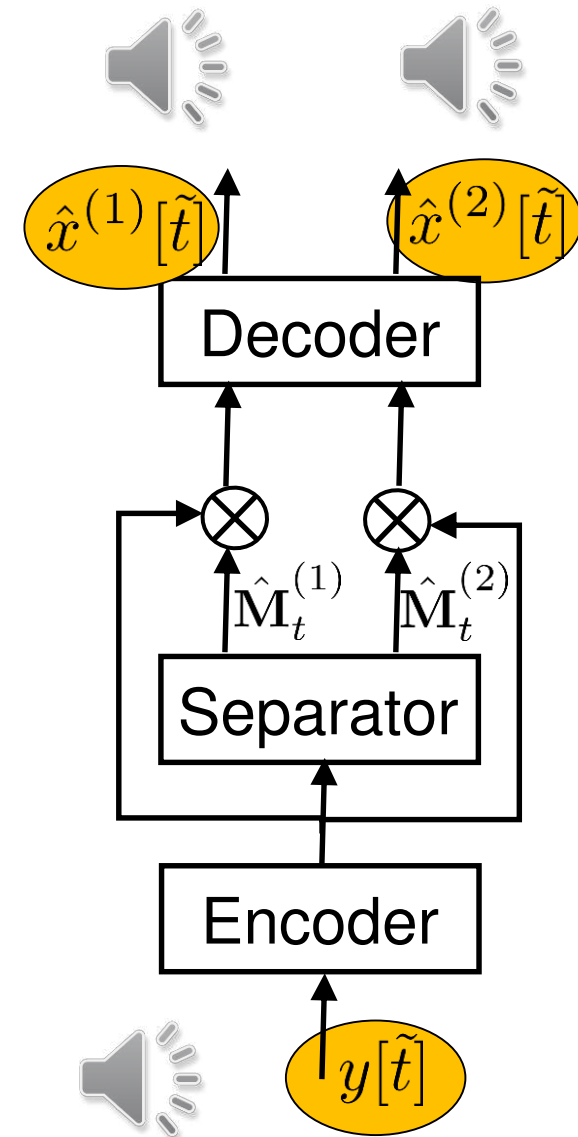 x̂⁽¹⁾[t̃] x̂⁽²⁾[t̃]
Decoder
M̂ₜ⁽¹⁾ M̂ₜ⁽²⁾
Separator
Encoder
y[t̃]